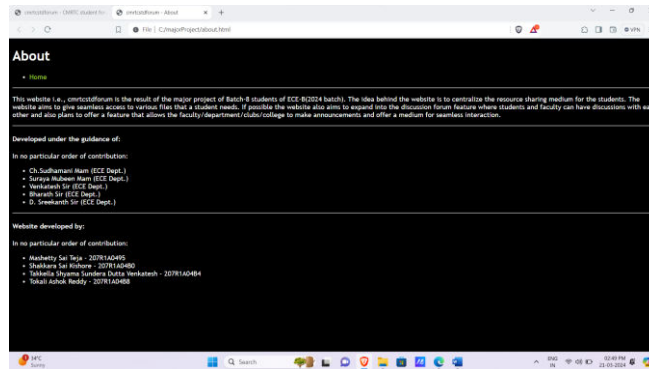 cmrtcstdforum - CMRTC student for
cmrtcstdforum - About
File C:/majorProject/about.html
VPN
About
Home
This website i.e., cmrtcstdforum is the result of the major project of Batch-8 students of ECE-B(2024 batch). The idea behind the website is to centralize the resource sharing medium for the students. The
website aims to give seamless access to various files that a student needs. If possible the website also aims to expand into the discussion forum feature where students and faculty can have discussions with ea
other and also plans to offer a feature that allows the faculty/department/clubs/college to make announcements and offer a medium for seamless interaction.
Developed under the guidance of:
In no particular order of contribution:
Ch.Sudhamani Mam (ECE Dept.)
Suraya Mubeen Mam (ECE Dept.)
Venkatesh Sir (ECE Dept.)
Bharath Sir (ECE Dept.)
D. Sreekanth Sir (ECE Dept.)
Website developed by:
In no particular order of contribution:
Mashetty Sai Teja - 207R1A0495
Shakkara Sai Kishore - 207R1A04B0
Takkella Shyama Sundera Dutta Venkatesh - 207R1A04B4
Tokali Ashok Reddy - 207R1A04B8
34°C
Sunny
Search
ENG
IN
02:49 PM
21-03-2024